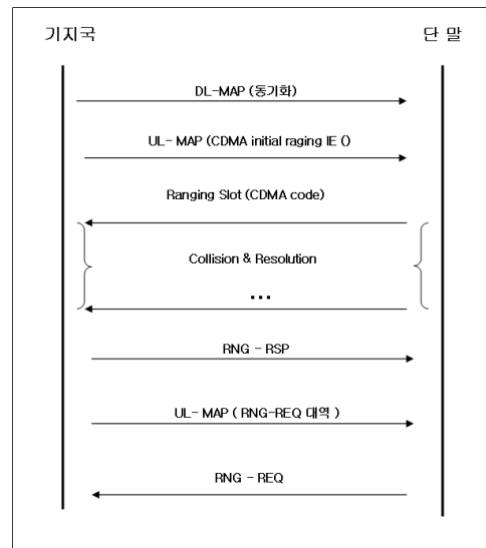 기지국 단 말
DL-MAP (동기화)
UL- MAP (CDMA initial raging IE ()
Ranging Slot (CDMA code)
Collision & Resolution
...
RNG - RSP
UL- MAP ( RNG-REQ 대역 )
RNG - REQ